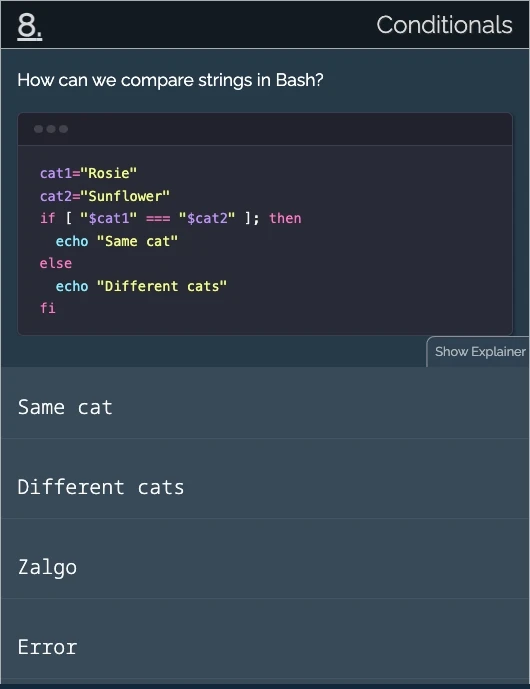 8.
Conditionals
How can we compare strings in Bash?
cat1="Rosie"
cat2="Sunflower"
if [ "$cat1" === "$cat2" ]; then
  echo "Same cat"
else
  echo "Different cats"
fi
Show Explainer
Same cat
Different cats
Zalgo
Error